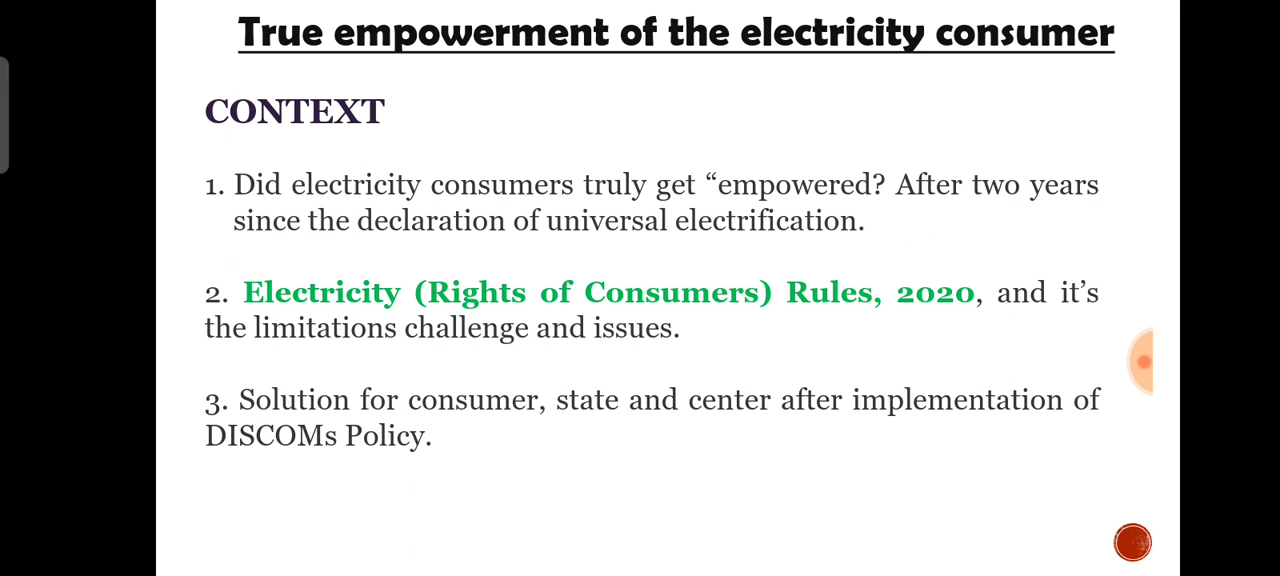 True empowerment of the electricity consumer
CONTEXT
1. Did electricity consumers truly get “empowered? After two years
since the declaration of universal electrification.
2. Electricity (Rights of Consumers) Rules, 2020, and it’s
the limitations challenge and issues.
3. Solution for consumer, state and center after implementation of
DISCOMs Policy.